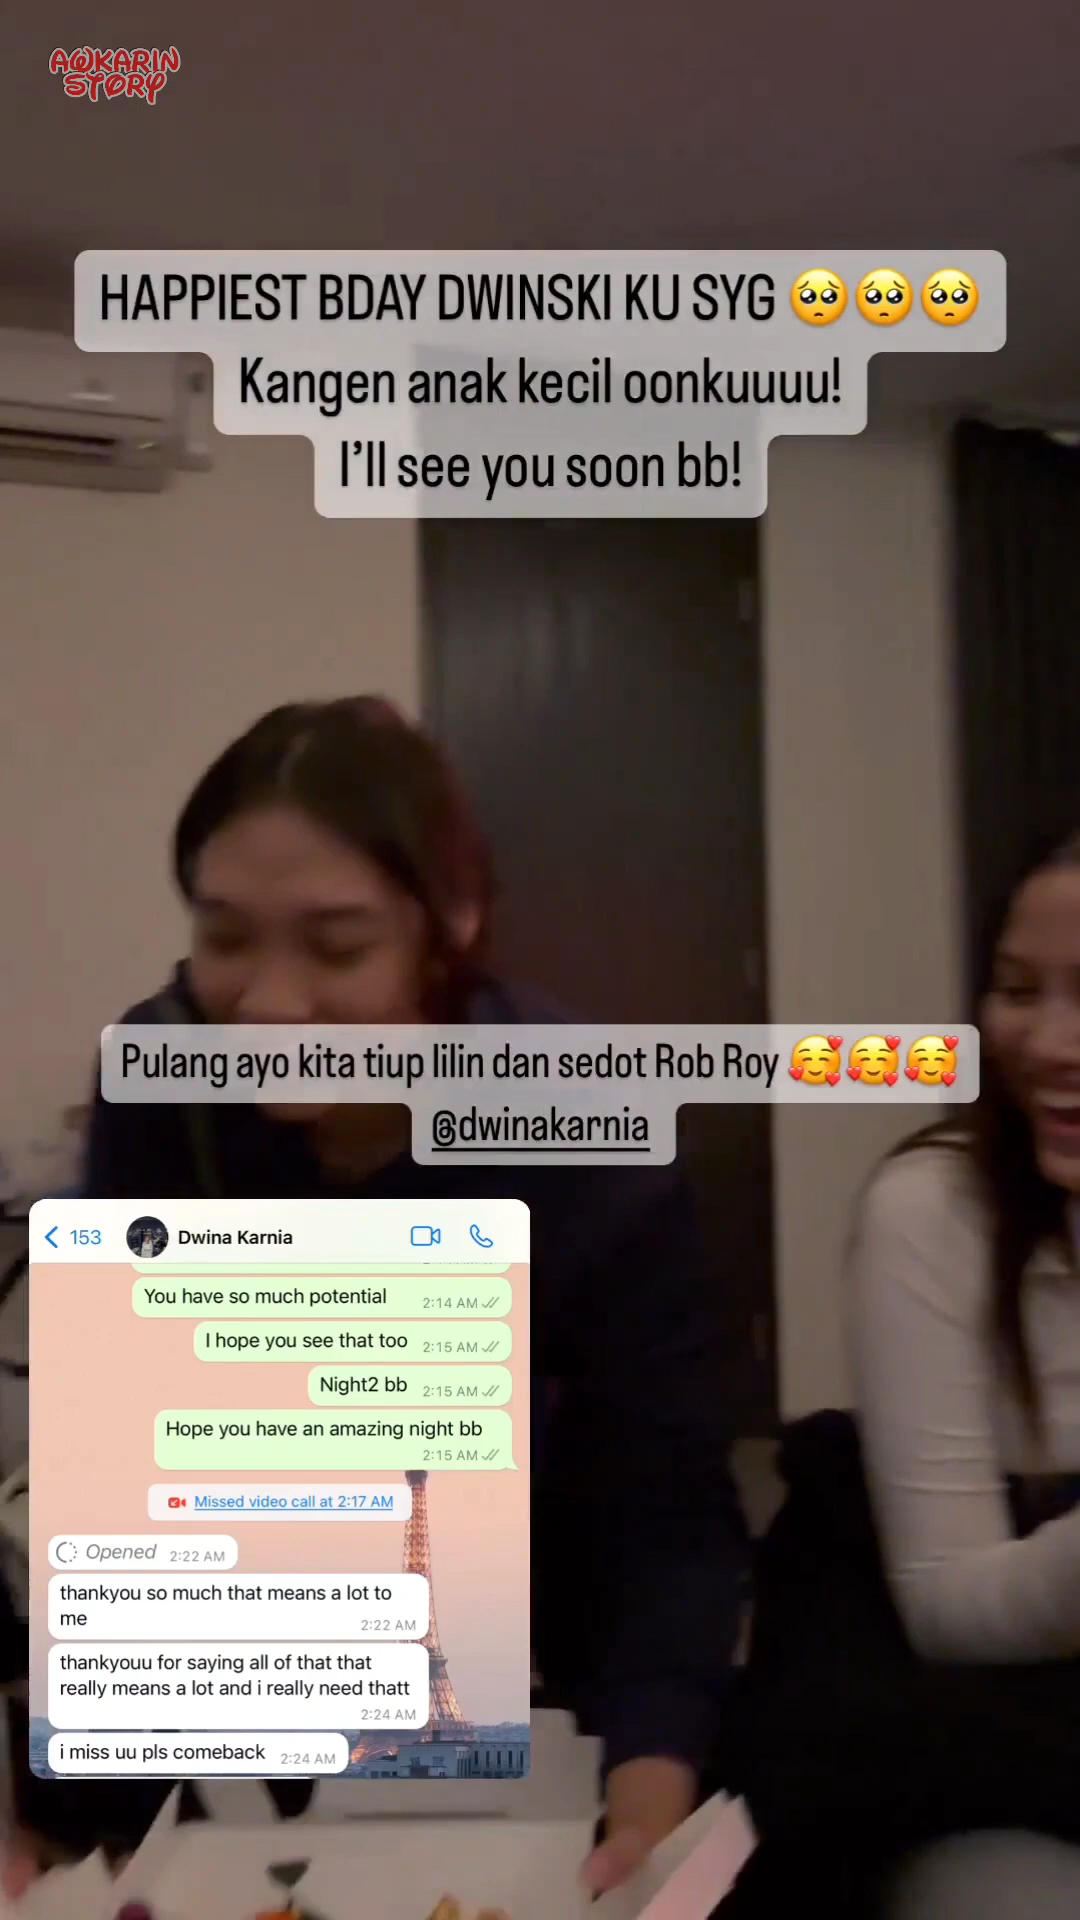 AWKARIN
STORY
HAPPIEST BDAY DWINSKI KU SYG 🥺🥺🥺
Kangen anak kecil oonkuuuu!
I'll see you soon bb!
Pulang ayo kita tiup lilin dan sedot Rob Roy 🥰🥰🥰
@dwinakarnia
153 Dwina Karnia
You have so much potential 2:14 AM
I hope you see that too 2:15 AM
Night2 bb 2:15 AM
Hope you have an amazing night bb
2:15 AM
Missed video call at 2:17 AM
Opened 2:22 AM
thankyou so much that means a lot to
me 2:22 AM
thankyouu for saying all of that that
really means a lot and i really need thatt
2:24 AM
i miss uu pls comeback 2:24 AM